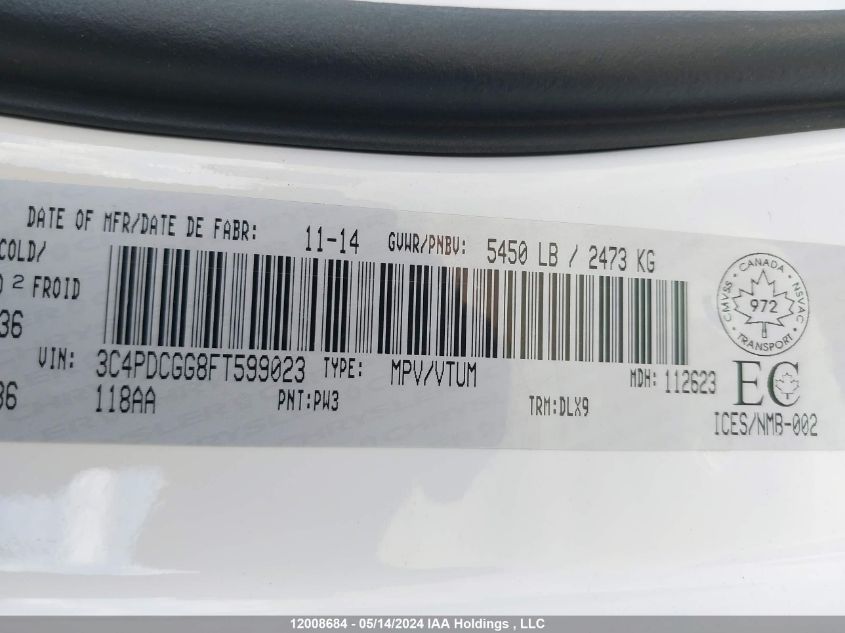 DATE OF MFR/DATE DE FABR: 11-14 GVWR/PNBV: 5450 LB / 2473 KG
COLD/
2 FROID
36
VIN: 3C4PDCGG8FT599023 TYPE: MPV/VTUM MDH: 112623
36 118AA PNT:PW3 TRM:DLX9
CANADA
CMVSS NSVAC
972
TRANSPORT
EC
ICES/NMB-002
12008684 - 05/14/2024 IAA Holdings , LLC